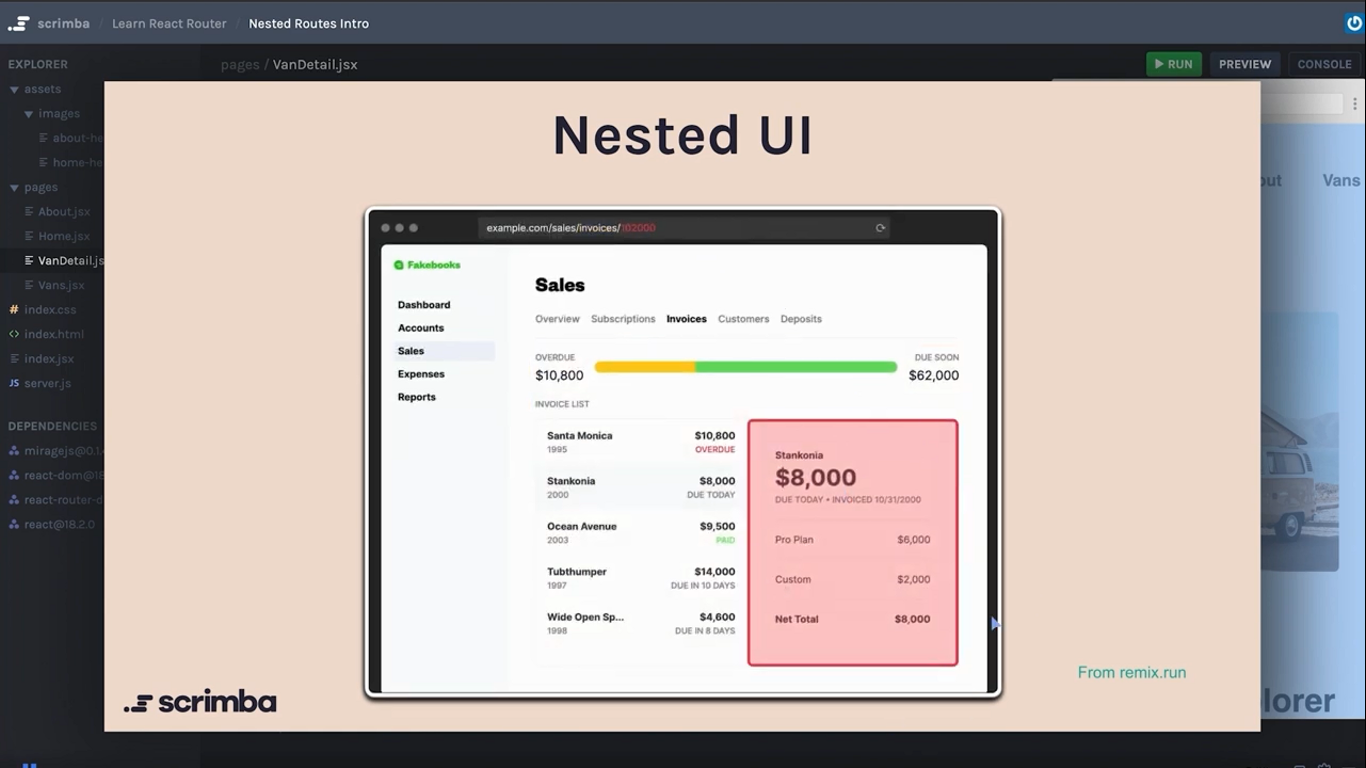 scrimba / Learn React Router / Nested Routes Intro
EXPLORER
pages / VanDetail.jsx
RUN
PREVIEW
CONSOLE
assets
images
about-he
home-he
pages
About.jsx
Home.jsx
VanDetail.js
Vans.jsx
# index.css
<> index.html
index.jsx
JS server.js
DEPENDENCIES
miragejs@0.1.
react-dom@18
react-router-d
react@18.2.0
out
Vans
plorer
Nested UI
example.com/sales/invoices/102000
Fakebooks
Dashboard
Accounts
Sales
Expenses
Reports
Sales
Overview Subscriptions Invoices Customers Deposits
OVERDUE
$10,800
DUE SOON
$62,000
INVOICE LIST
Santa Monica $10,800
1995 OVERDUE
Stankonia $8,000
2000 DUE TODAY
Ocean Avenue $9,500
2003 PAID
Tubthumper $14,000
1997 DUE IN 10 DAYS
Wide Open Sp... $4,600
1998 DUE IN 8 DAYS
Stankonia
$8,000
DUE TODAY • INVOICED 10/31/2000
Pro Plan $6,000
Custom $2,000
Net Total $8,000
From remix.run
scrimba